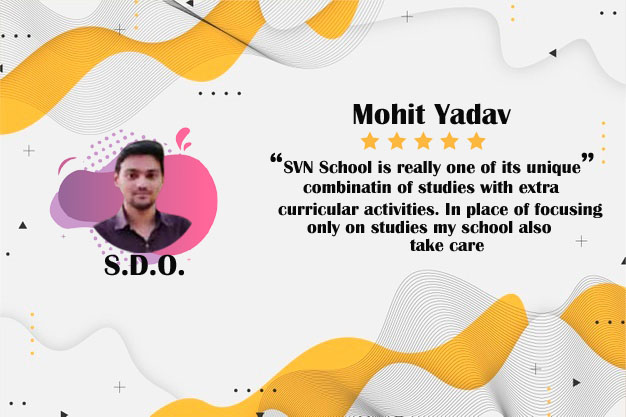 Mohit Yadav
“SVN School is really one of its unique”
combinatin of studies with extra
curricular activities. In place of focusing
only on studies my school also
take care
S.D.O.